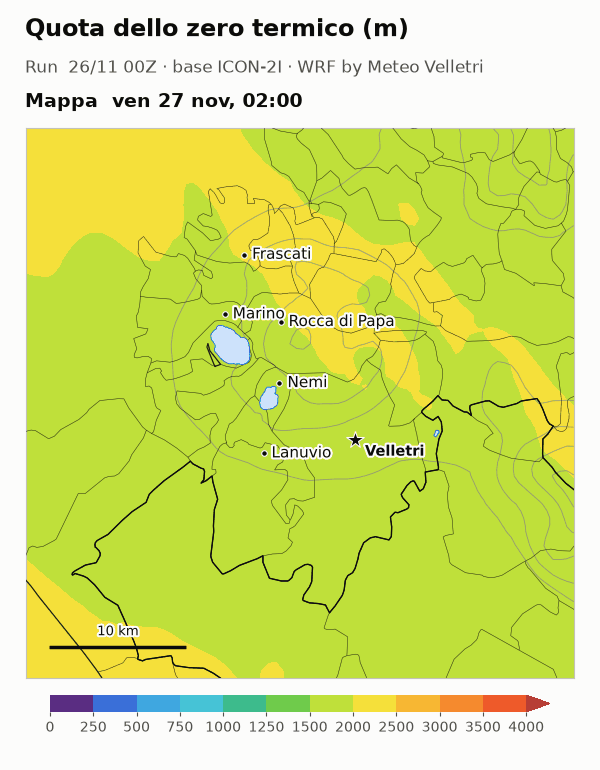 Quota dello zero termico (m)
Run  26/11 00Z · base ICON-2I · WRF by Meteo Velletri
Mappa  ven 27 nov, 02:00
Frascati
Marino
Rocca di Papa
Nemi
Velletri
Lanuvio
10 km
0 250 500 750 1000 1250 1500 2000 2500 3000 3500 4000